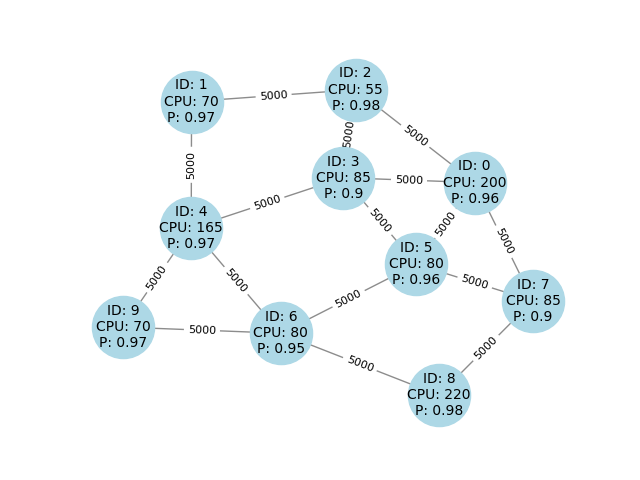 ID: 2
CPU: 55
P: 0.98
ID: 1
CPU: 70
P: 0.97
5000
5000
5000
5000
ID: 3
CPU: 85
P: 0.9
5000
ID: 0
CPU: 200
P: 0.96
5000
5000
ID: 4
CPU: 165
P: 0.97
5000
5000
5000
ID: 5
CPU: 80
P: 0.96
5000
5000
5000
ID: 7
CPU: 85
P: 0.9
5000
ID: 9
CPU: 70
P: 0.97
5000
ID: 6
CPU: 80
P: 0.95
5000
5000
ID: 8
CPU: 220
P: 0.98